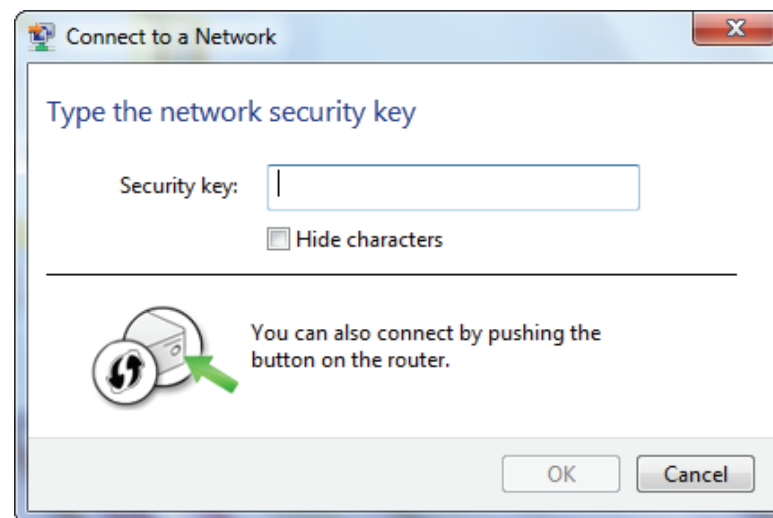 Connect to a Network
X
Type the network security key
Security key:
Hide characters
You can also connect by pushing the
button on the router.
OK
Cancel